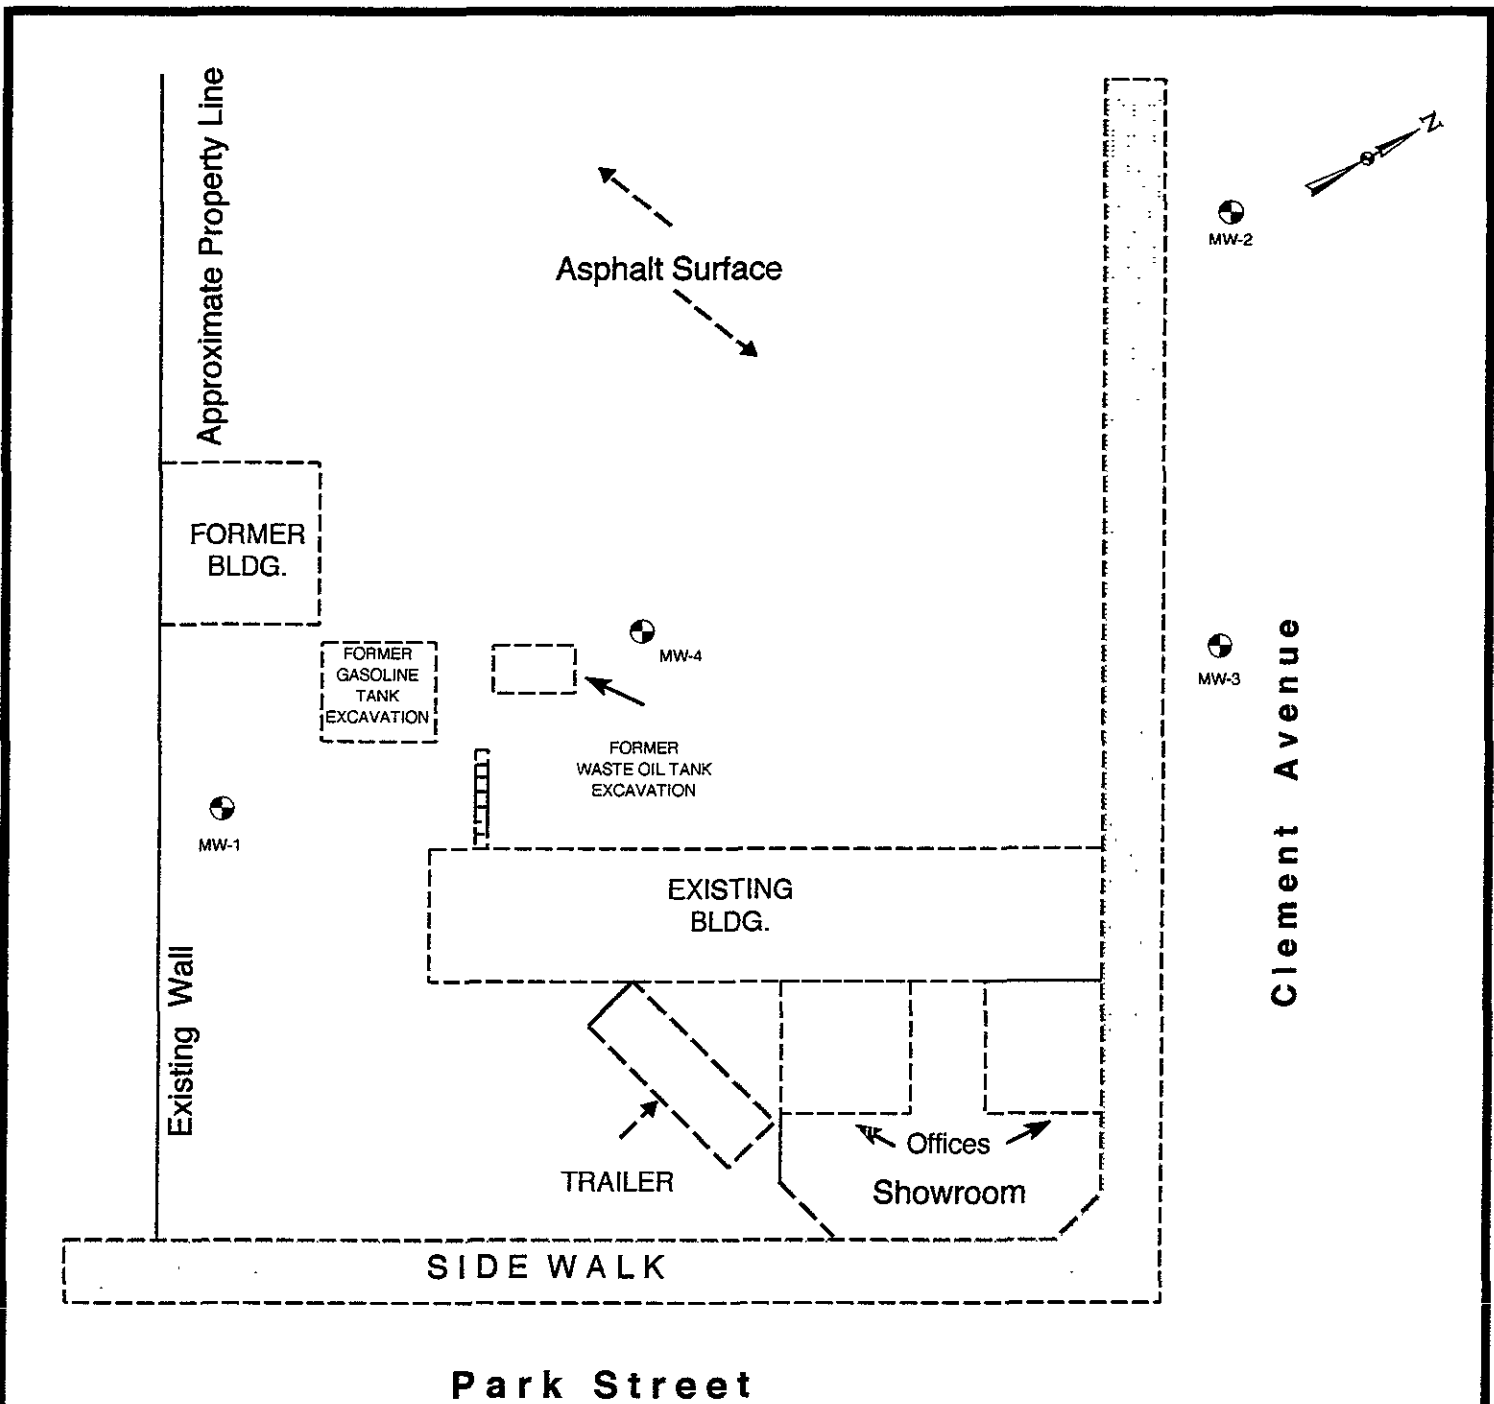 Approximate Property Line
N
MW-2
Asphalt Surface
FORMER
BLDG.
FORMER
GASOLINE
TANK
EXCAVATION
MW-4
MW-3
Clement Avenue
FORMER
WASTE OIL TANK
EXCAVATION
MW-1
EXISTING
BLDG.
Existing Wall
TRAILER
Offices
Showroom
SIDE WALK
Park Street